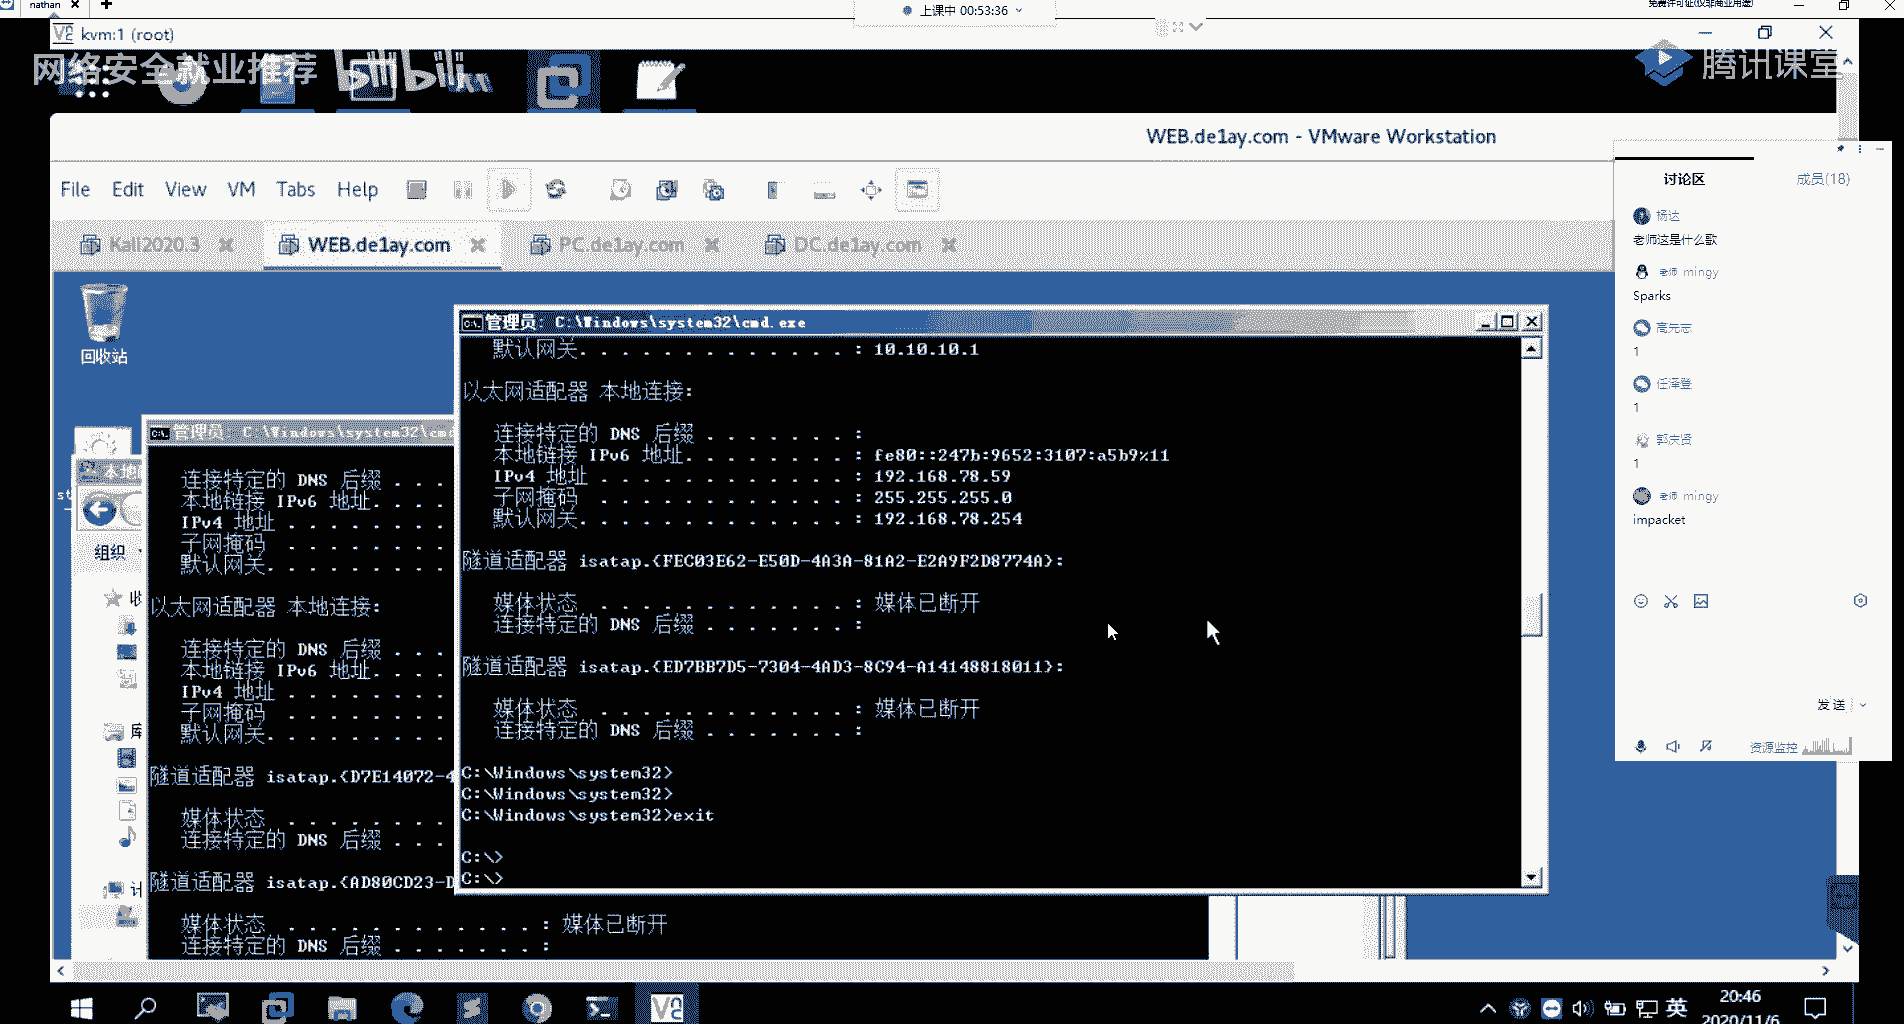 nathan
上课中 00:53:36
免费许可证(仅非商业用途)
kvm:1 (root)
网络安全就业推荐
bilibili
腾讯课堂
WEB.de1ay.com - VMware Workstation
File Edit View VM Tabs Help
Kali2020.3
WEB.de1ay.com
PC.de1ay.com
DC.de1ay.com
回收站
管理员: C:\Windows\system32\cmd.exe
默认网关. . . . . . . . . . . . . : 10.10.10.1
以太网适配器 本地连接:
连接特定的 DNS 后缀 . . . . . . . :
本地链接 IPv6 地址. . . . . . . . : fe80::247b:9652:3107:a5b9%11
IPv4 地址 . . . . . . . . . . . . : 192.168.78.59
子网掩码 . . . . . . . . . . . . : 255.255.255.0
默认网关. . . . . . . . . . . . . : 192.168.78.254
隧道适配器 isatap.{FEC03E62-E50D-4A3A-81A2-E2A9F2D8774A}:
媒体状态 . . . . . . . . . . . . : 媒体已断开
连接特定的 DNS 后缀 . . . . . . . :
隧道适配器 isatap.{ED7BB7D5-7304-4AD3-8C94-A14148818011}:
媒体状态 . . . . . . . . . . . . : 媒体已断开
连接特定的 DNS 后缀 . . . . . . . :
C:\Windows\system32>
C:\Windows\system32>
C:\Windows\system32>exit
C:\>
C:\>
管理员: C:\Windows\system32\cmd
连接特定的 DNS 后缀 . . .
本地链接 IPv6 地址. . . .
IPv4 地址 . . . . . . . .
子网掩码 . . . . . . . .
默认网关. . . . . . . . .
以太网适配器 本地连接:
连接特定的 DNS 后缀 . . .
本地链接 IPv6 地址. . . .
IPv4 地址 . . . . . . . .
子网掩码 . . . . . . . .
默认网关. . . . . . . . .
隧道适配器 isatap.{D7E14072-4
媒体状态 . . . . . . . .
连接特定的 DNS 后缀 . . .
隧道适配器 isatap.{AD80CD23-D
媒体状态 . . . . . . . . . . . . : 媒体已断开
连接特定的 DNS 后缀 . . . . . . . :
本地
组织
收
库
计
讨论区
成员(18)
杨达
老师这是什么歌
老师 mingy
Sparks
高元志
1
任泽登
1
郭庆贤
1
老师 mingy
impacket
发送
资源监控
英
20:46
2020/11/6